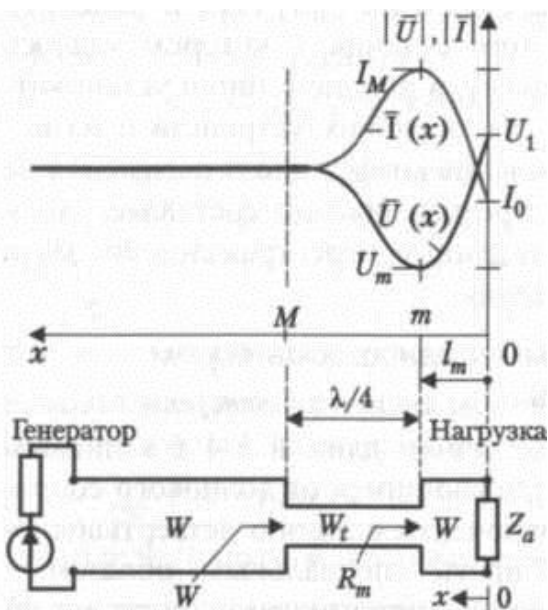 |U̅|, |I̅|
I_M
U_1
I̅ (x)
U̅ (x)
I_0
U_m
x
M
m
0
l_m
λ/4
Генератор
Нагрузка
W
W_t
W
Z_a
W
R_m
x
0